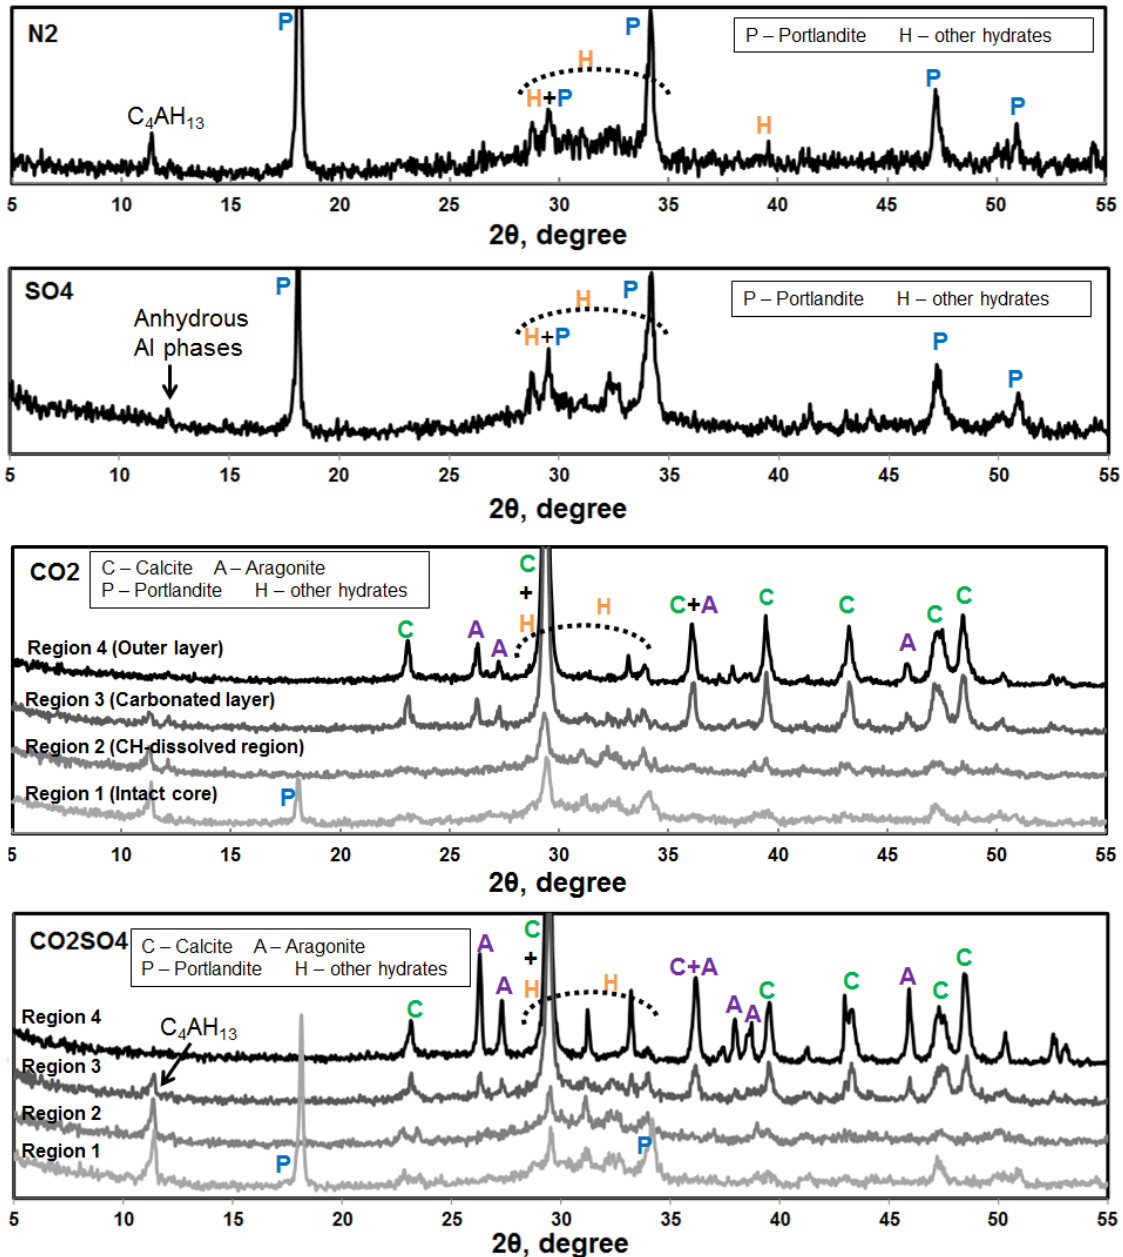 N2
P
P – Portlandite H – other hydrates
P
H
C₄AH₁₃
H+P
H
P
P
5 10 15 20 25 30 35 40 45 50 55
2θ, degree
SO4
P
H
P
P – Portlandite H – other hydrates
Anhydrous
Al phases
H+P
P
P
5 10 15 20 25 30 35 40 45 50 55
2θ, degree
CO2
C – Calcite A – Aragonite
P – Portlandite H – other hydrates
C
+
H
H
C+A
C
C
C
C
C
A
A
A
Region 4 (Outer layer)
Region 3 (Carbonated layer)
Region 2 (CH-dissolved region)
Region 1 (Intact core)
P
5 10 15 20 25 30 35 40 45 50 55
2θ, degree
CO2SO4
C – Calcite A – Aragonite
P – Portlandite H – other hydrates
A
A
C
+
H
H
C+A
A
A
C
C
A
C
C
C
Region 4
C₄AH₁₃
Region 3
Region 2
Region 1
P
P
5 10 15 20 25 30 35 40 45 50 55
2θ, degree